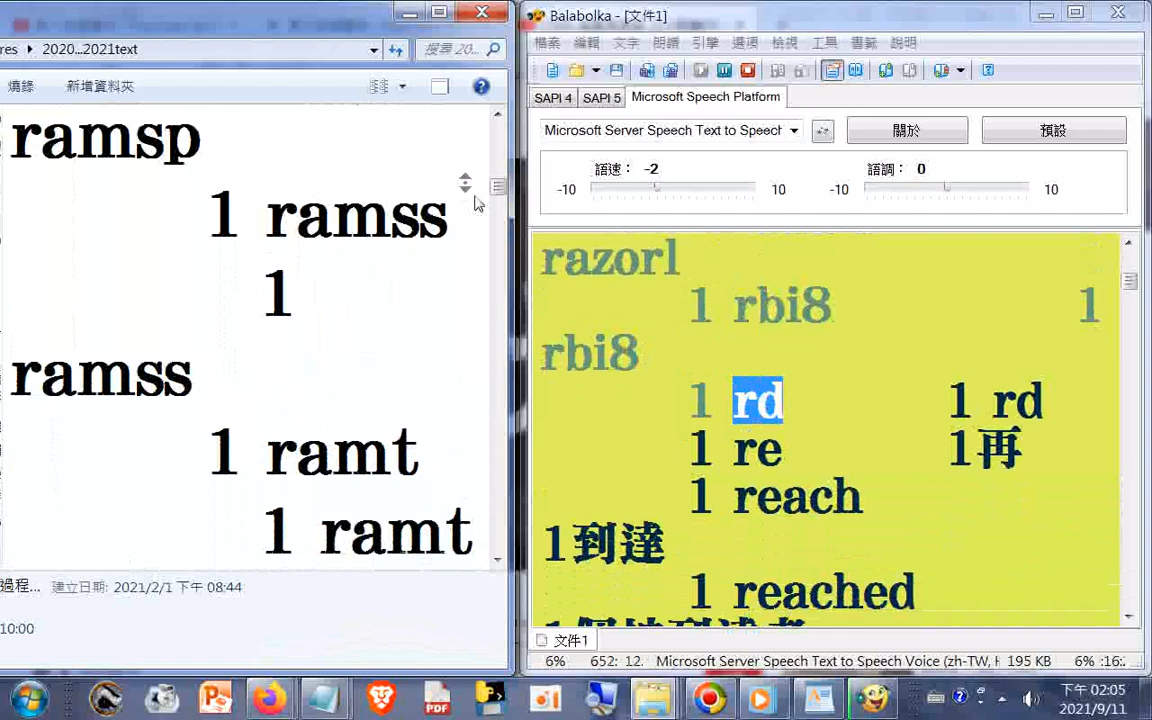 res ▸ 2020...2021text
搜尋 20...
燒錄 新增資料夾
ramsp
1 ramss
1
ramss
1 ramt
1 ramt
過程... 建立日期: 2021/2/1 下午 08:44
10:00
Balabolka - [文件1]
檔案 編輯 文字 朗讀 引擎 選項 檢視 工具 書籤 說明
SAPI 4 SAPI 5 Microsoft Speech Platform
Microsoft Server Speech Text to Speech 關於 預設
語速： -2 語調： 0
-10 10 -10 10
razorl
1 rbi8 1
rbi8
1 rd 1 rd
1 re 1再
1 reach
1到達
1 reached
文件1
6% 652: 12. Microsoft Server Speech Text to Speech Voice (zh-TW, H 195 KB 6% :16:
PDF
下午 02:05
2021/9/11